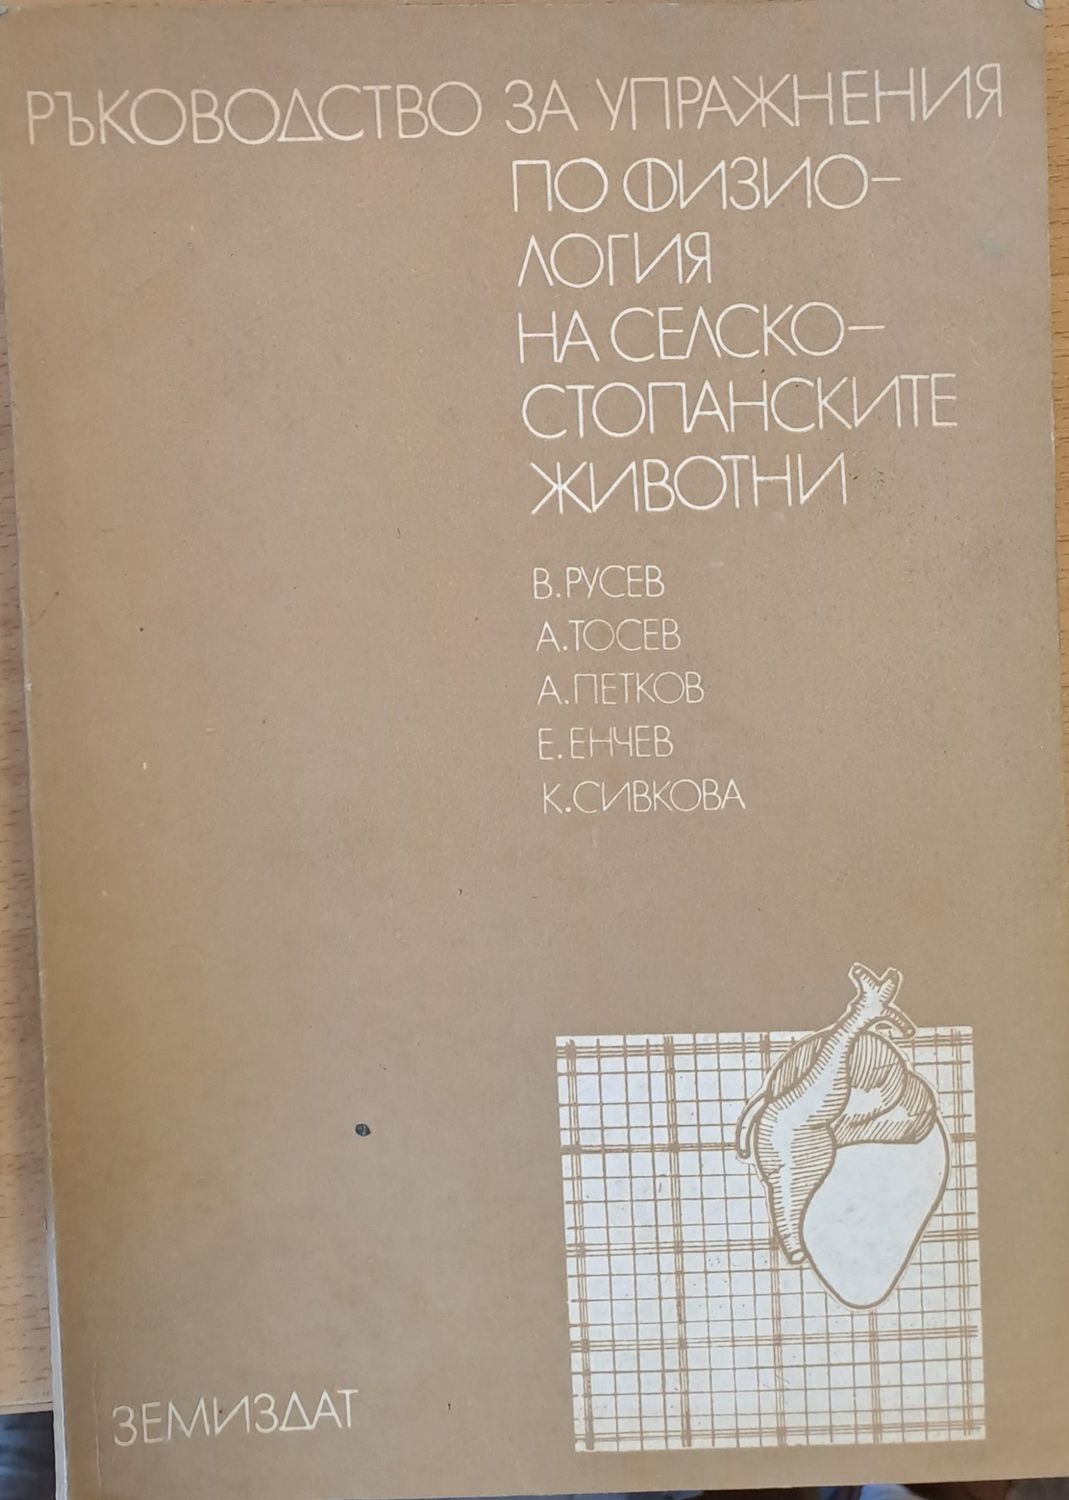 РЪКОВОДСТВО ЗА УПРАЖНЕНИЯ
ПО ФИЗИО-
ЛОГИЯ
НА СЕЛСКО-
СТОПАНСКИТЕ
ЖИВОТНИ
В. РУСЕВ
А. ТОСЕВ
А. ПЕТКОВ
Е. ЕНЧЕВ
К. СИВКОВА
ЗЕМИЗДАТ